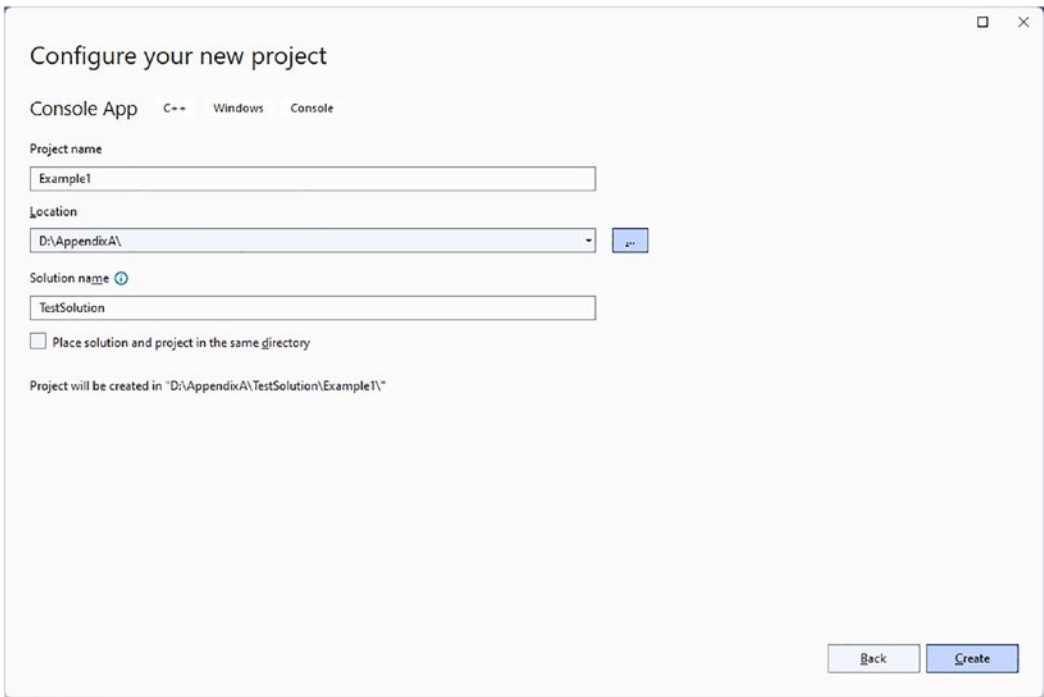 Configure your new project
Console App C++ Windows Console
Project name
Example1
Location
D:\AppendixA\
...
Solution name
TestSolution
Place solution and project in the same directory
Project will be created in "D:\AppendixA\TestSolution\Example1\"
Back Create